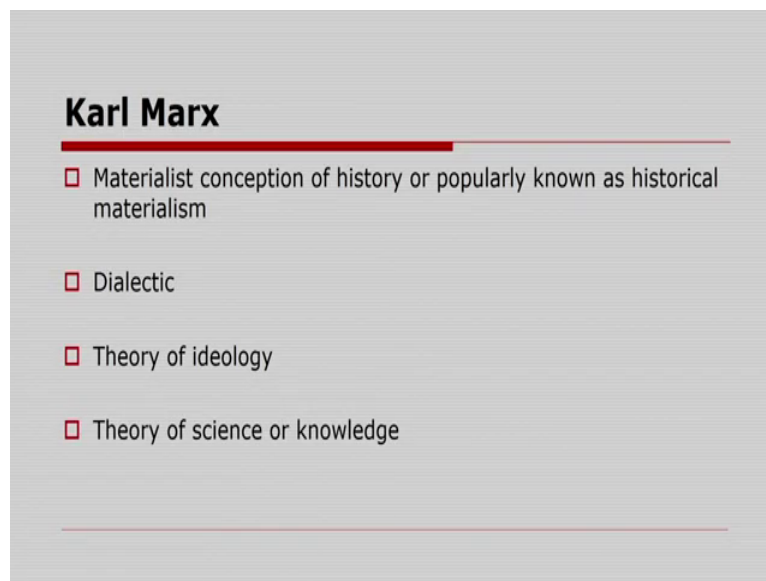 Karl Marx
Materialist conception of history or popularly known as historical
materialism
Dialectic
Theory of ideology
Theory of science or knowledge